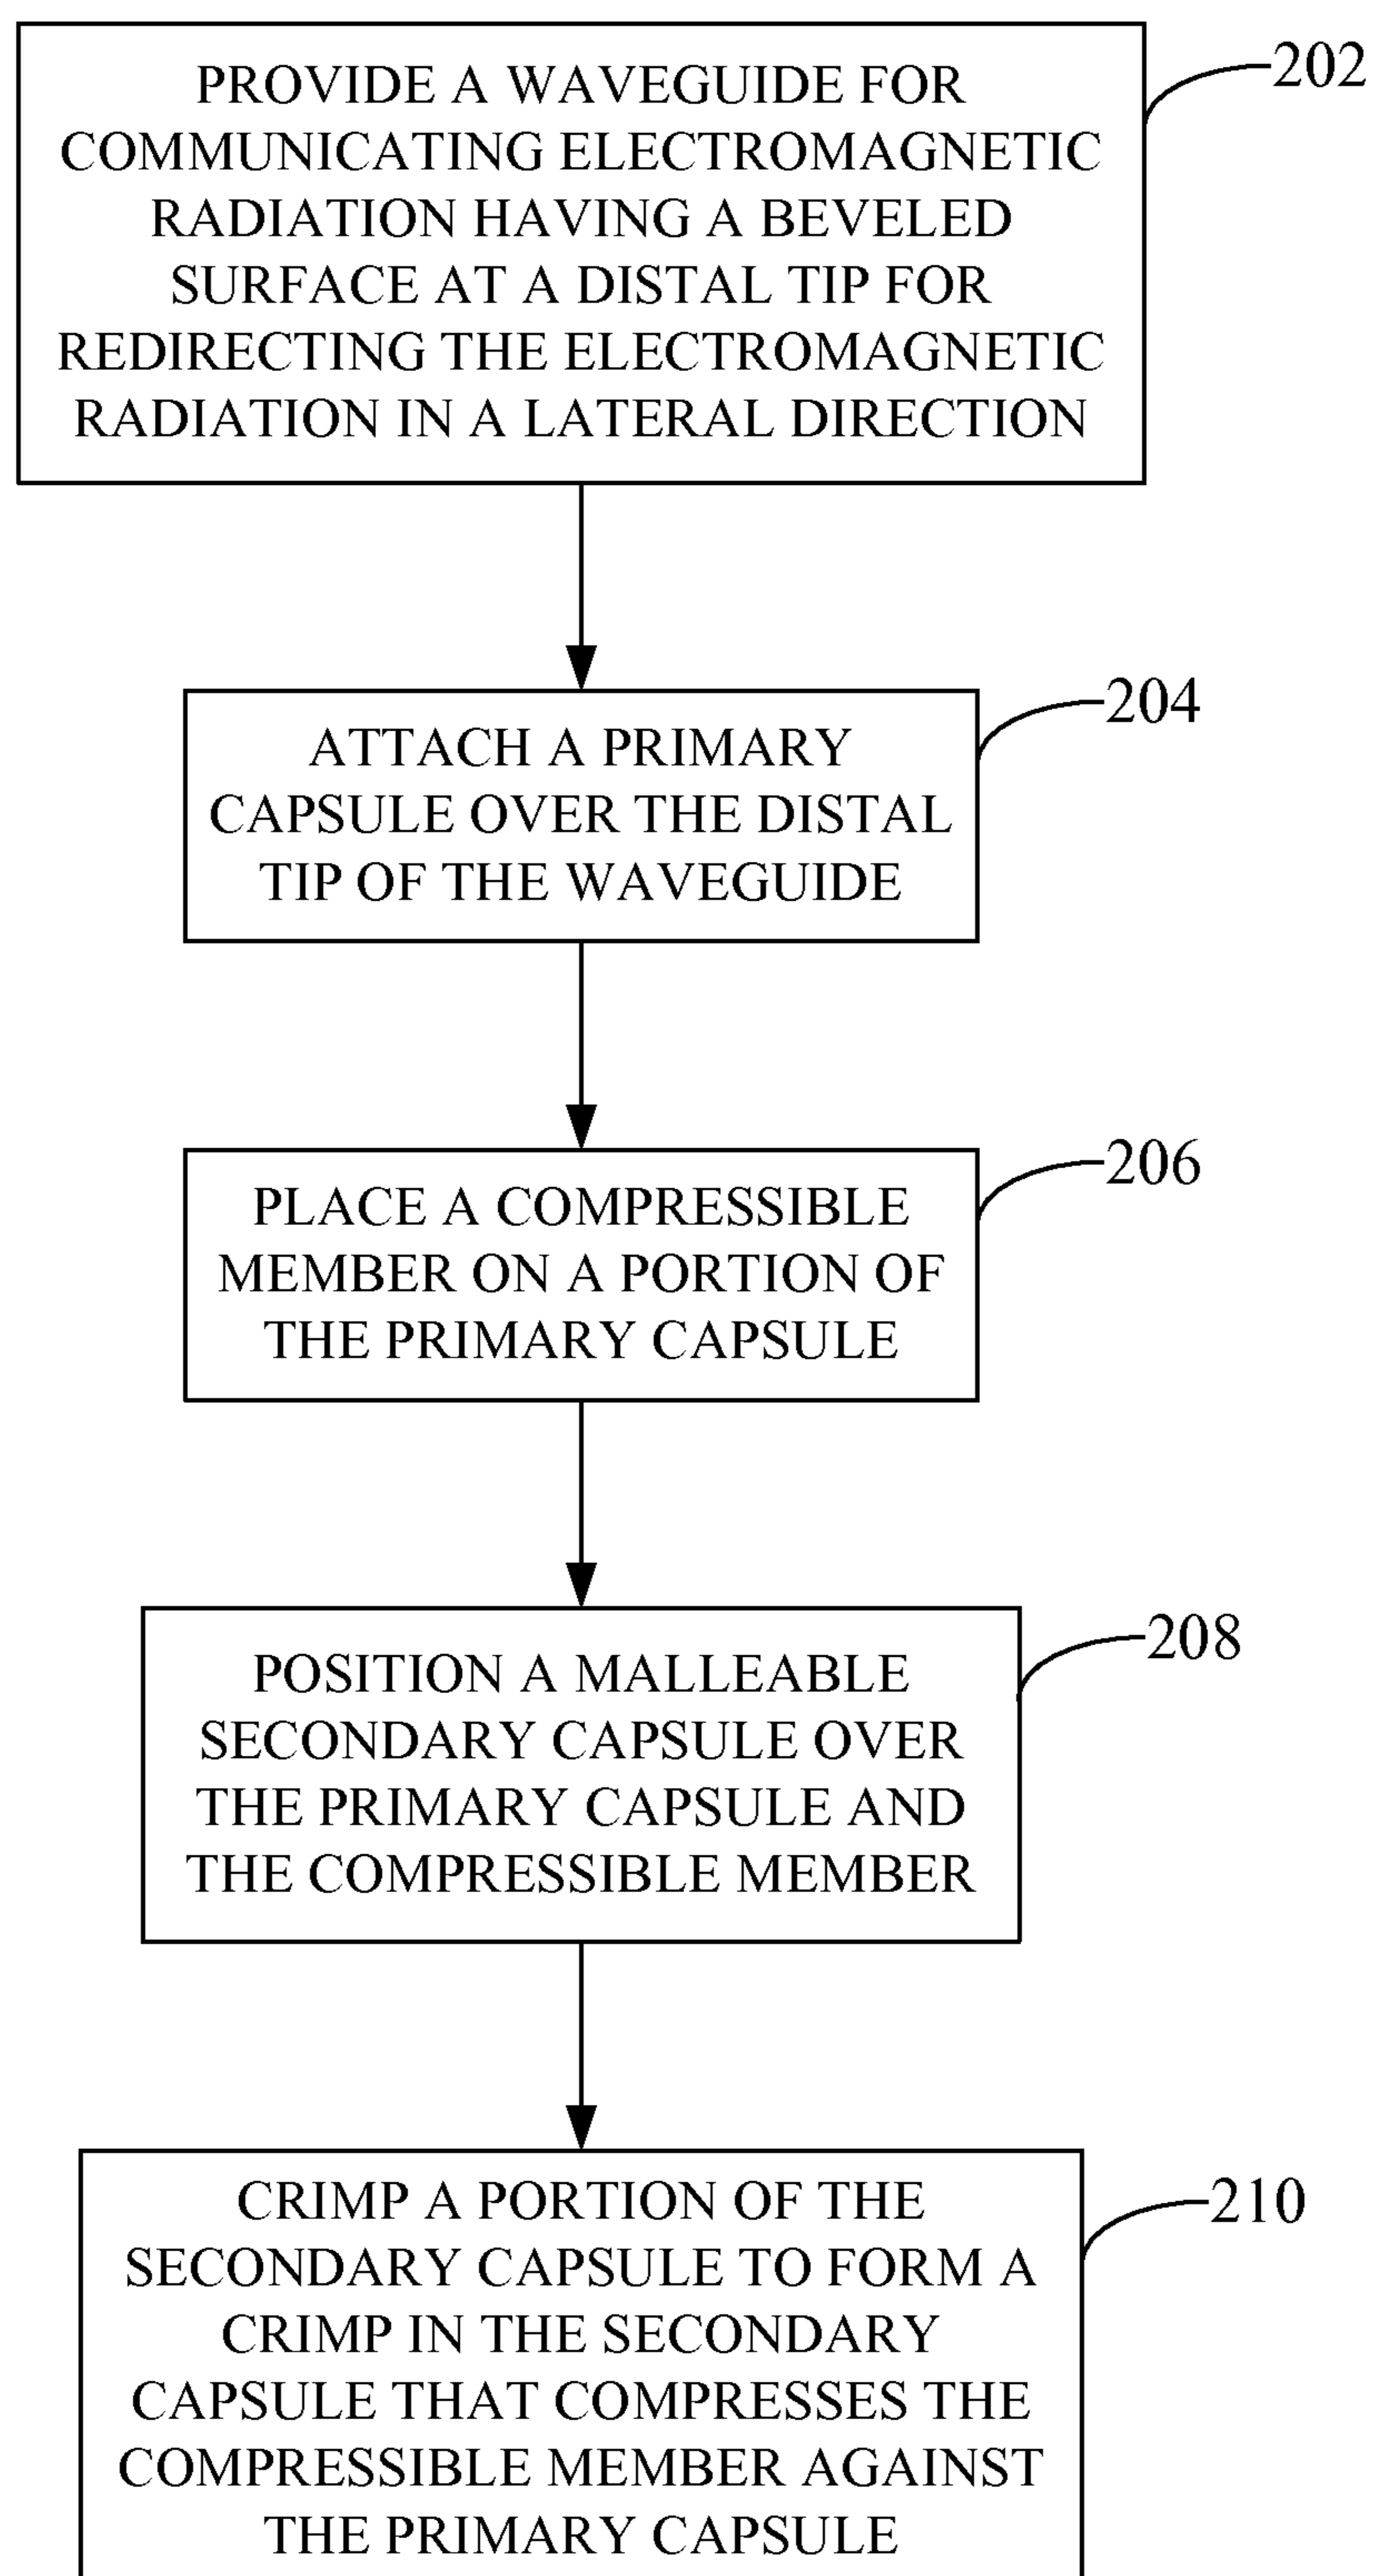 PROVIDE A WAVEGUIDE FOR
COMMUNICATING ELECTROMAGNETIC
RADIATION HAVING A BEVELED
SURFACE AT A DISTAL TIP FOR
REDIRECTING THE ELECTROMAGNETIC
RADIATION IN A LATERAL DIRECTION
202
ATTACH A PRIMARY
CAPSULE OVER THE DISTAL
TIP OF THE WAVEGUIDE
204
PLACE A COMPRESSIBLE
MEMBER ON A PORTION OF
THE PRIMARY CAPSULE
206
POSITION A MALLEABLE
SECONDARY CAPSULE OVER
THE PRIMARY CAPSULE AND
THE COMPRESSIBLE MEMBER
208
CRIMP A PORTION OF THE
SECONDARY CAPSULE TO FORM A
CRIMP IN THE SECONDARY
CAPSULE THAT COMPRESSES THE
COMPRESSIBLE MEMBER AGAINST
THE PRIMARY CAPSULE
210